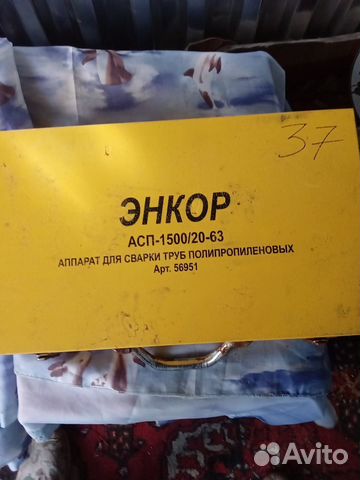 37
ЭНКОР
АСП-1500/20-63
АППАРАТ ДЛЯ СВАРКИ ТРУБ ПОЛИПРОПИЛЕНОВЫХ
Арт. 56951
Avito